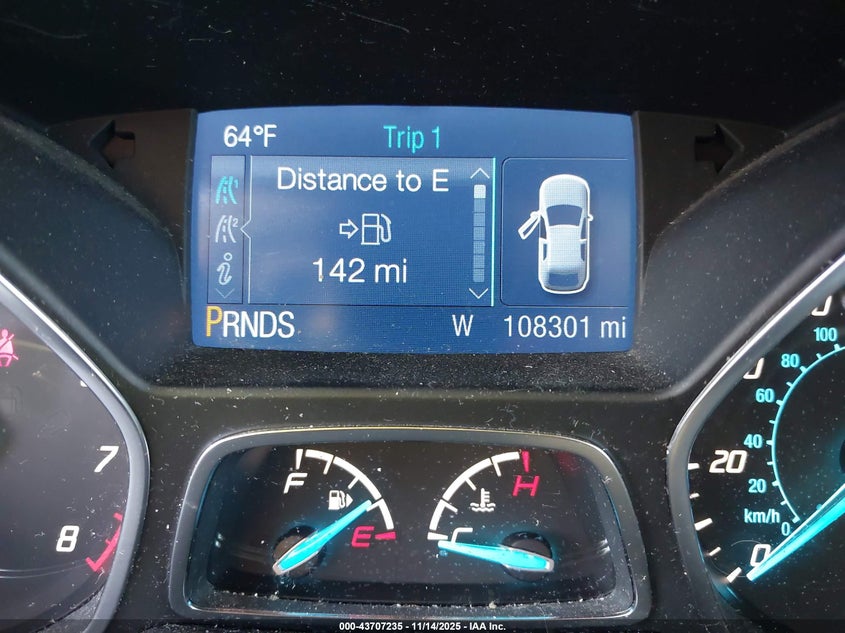 64°F Trip 1
Distance to E
2
142 mi
PRNDS W 108301 mi
7
8
F
E
H
C
100
80
60
40
20
0
km/h
20
0
000-43707235 - 11/14/2025 - IAA Inc.